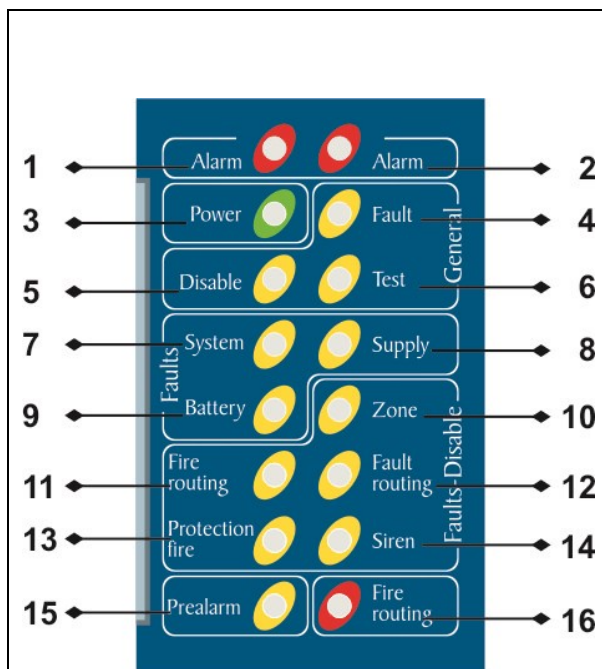 1 Alarm Alarm 2
3 Power Fault 4
General
5 Disable Test 6
7 System Supply 8
Faults
9 Battery Zone 10
Fire
routing
Fault
routing
11 12
Faults-Disable
Protection
fire
13 Siren 14
15 Prealarm
Fire
routing
16